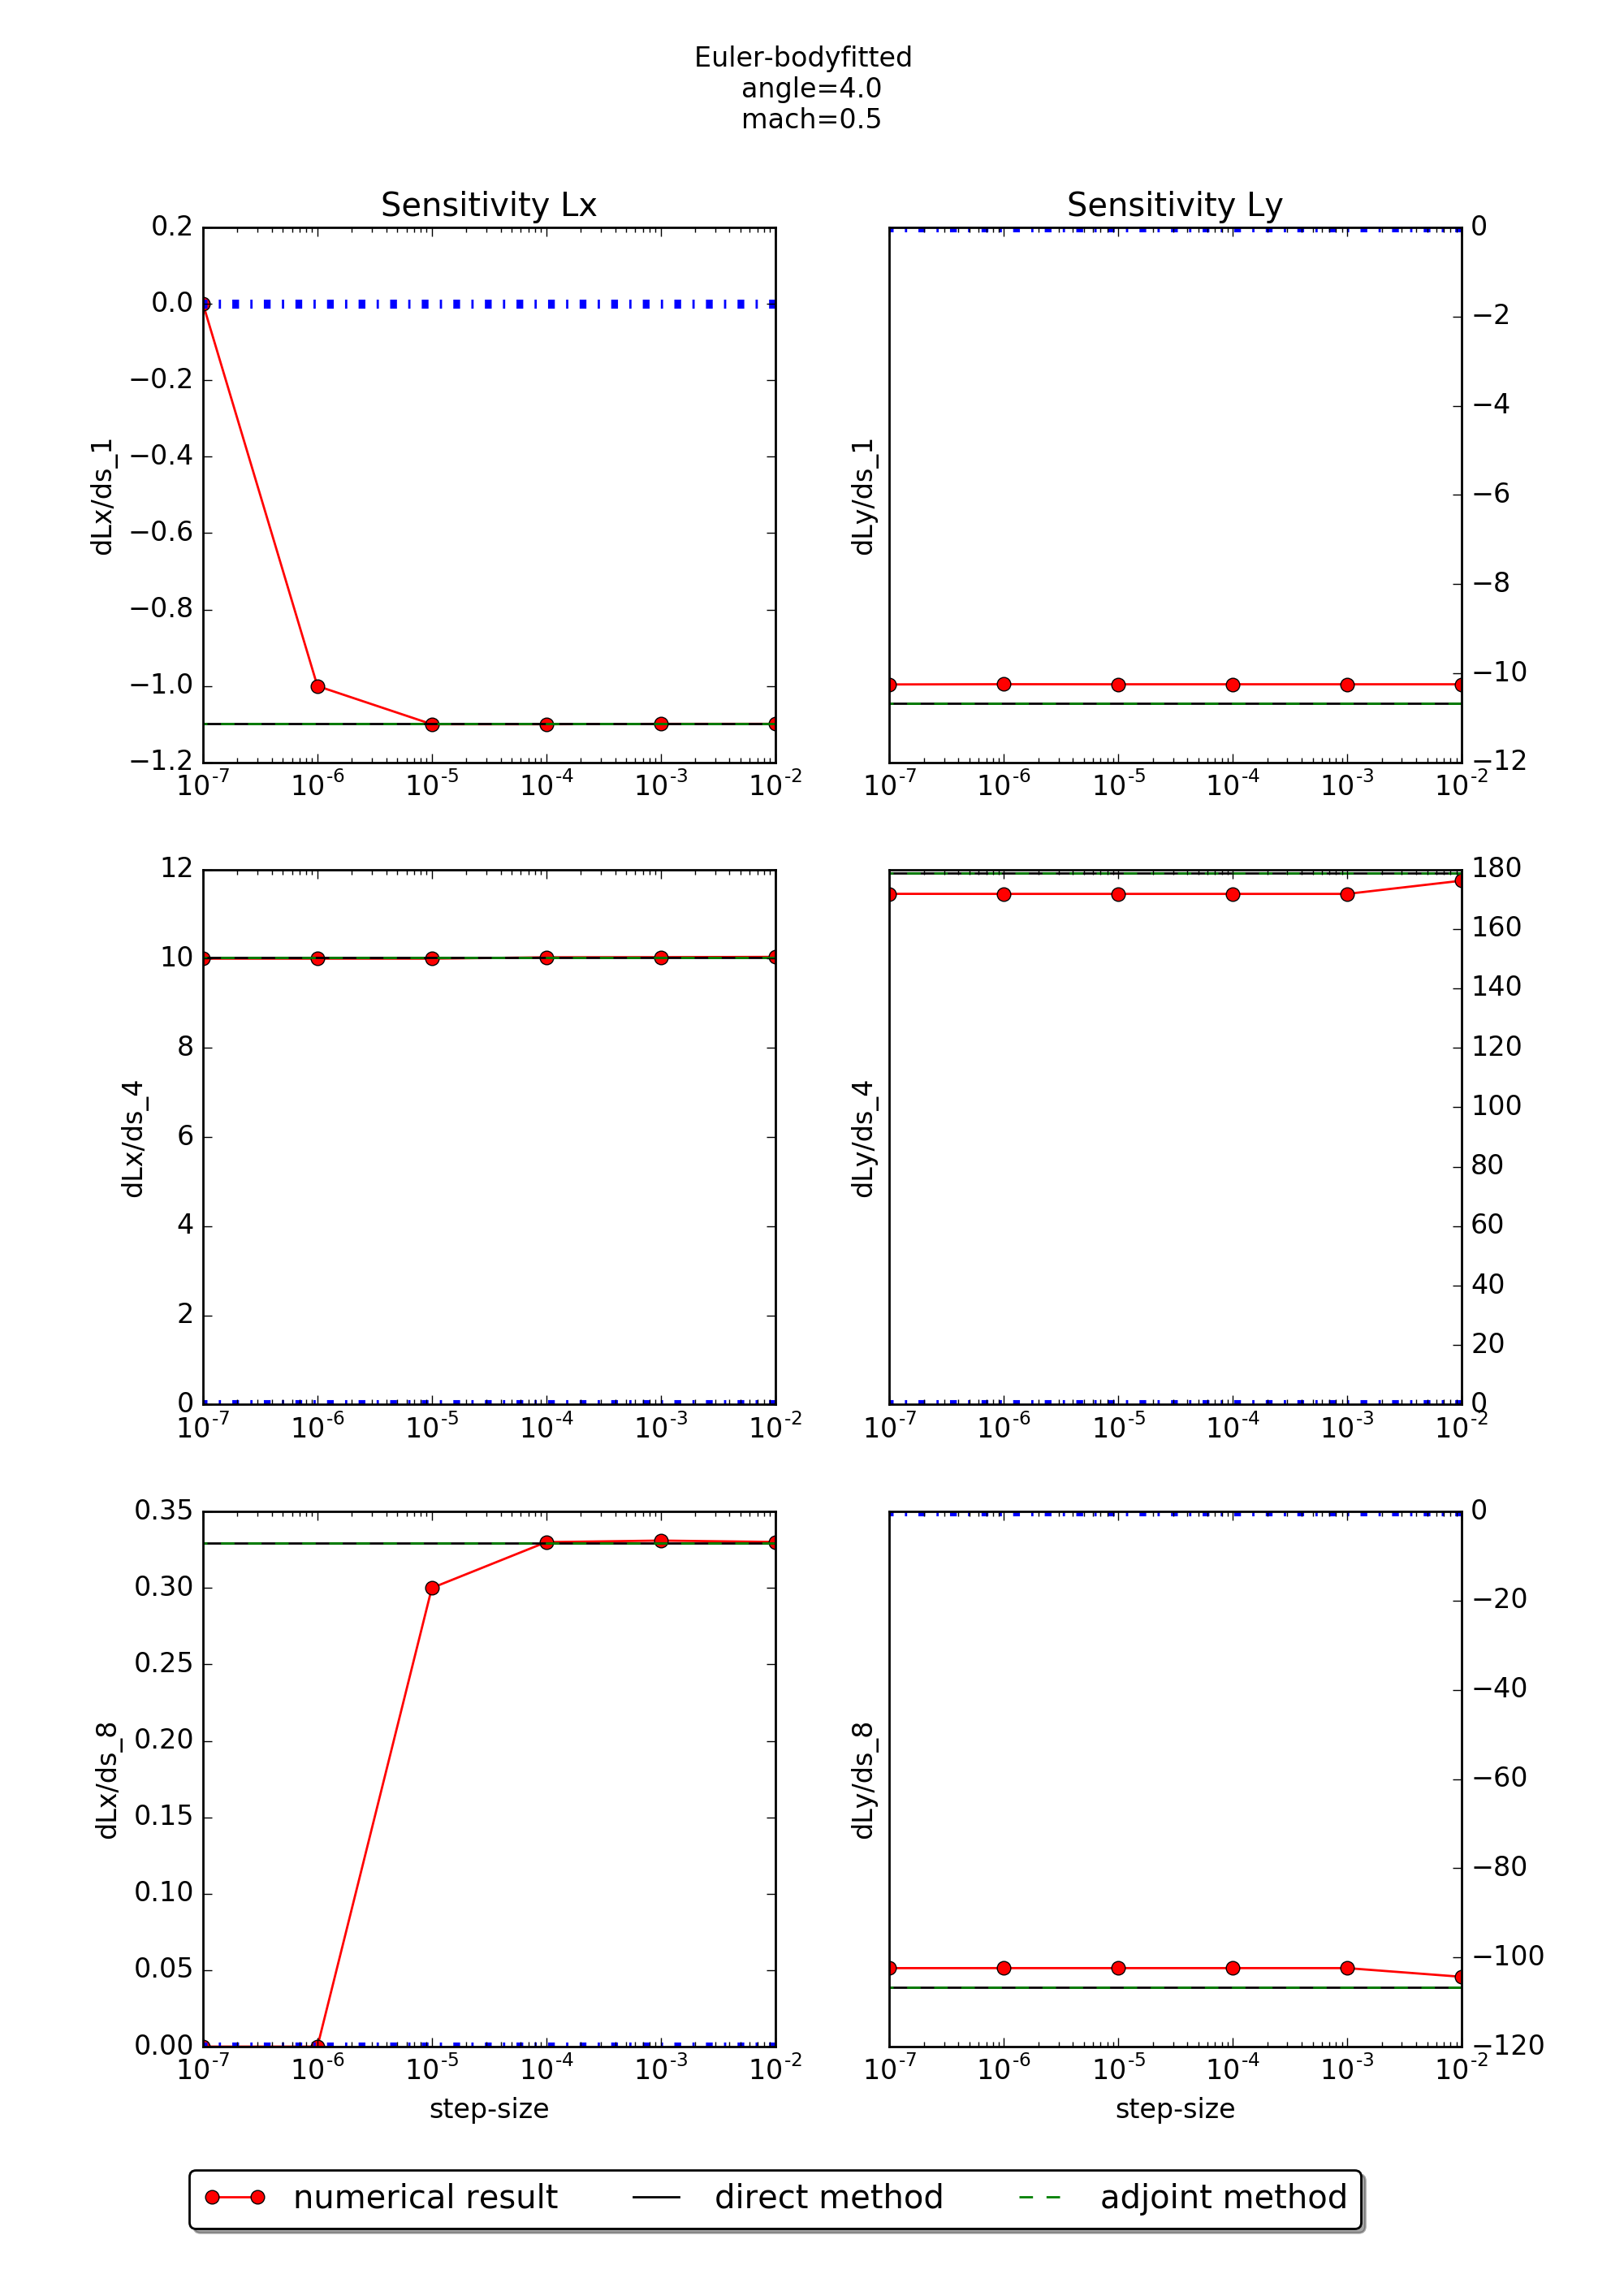 Euler-bodyfitted
angle=4.0
mach=0.5
Sensitivity Lx
Sensitivity Ly
0.2
0.0
−0.2
−0.4
−0.6
−0.8
−1.0
−1.2
dLx/ds_1
10^-7 10^-6 10^-5 10^-4 10^-3 10^-2
dLy/ds_1
0
−2
−4
−6
−8
−10
−12
10^-7 10^-6 10^-5 10^-4 10^-3 10^-2
12
10
8
6
4
2
0
dLx/ds_4
10^-7 10^-6 10^-5 10^-4 10^-3 10^-2
dLy/ds_4
180
160
140
120
100
80
60
40
20
0
10^-7 10^-6 10^-5 10^-4 10^-3 10^-2
0.35
0.30
0.25
0.20
0.15
0.10
0.05
0.00
dLx/ds_8
10^-7 10^-6 10^-5 10^-4 10^-3 10^-2
step-size
dLy/ds_8
0
−20
−40
−60
−80
−100
−120
10^-7 10^-6 10^-5 10^-4 10^-3 10^-2
step-size
numerical result direct method adjoint method